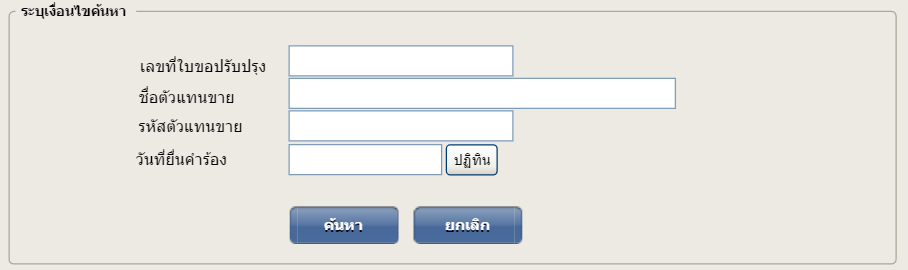 ระบุเงื่อนไขค้นหา
เลขที่ใบขอปรับปรุง
ชื่อตัวแทนขาย
รหัสตัวแทนขาย
วันที่ยื่นคำร้อง
ปฏิทิน
ค้นหา
ยกเลิก